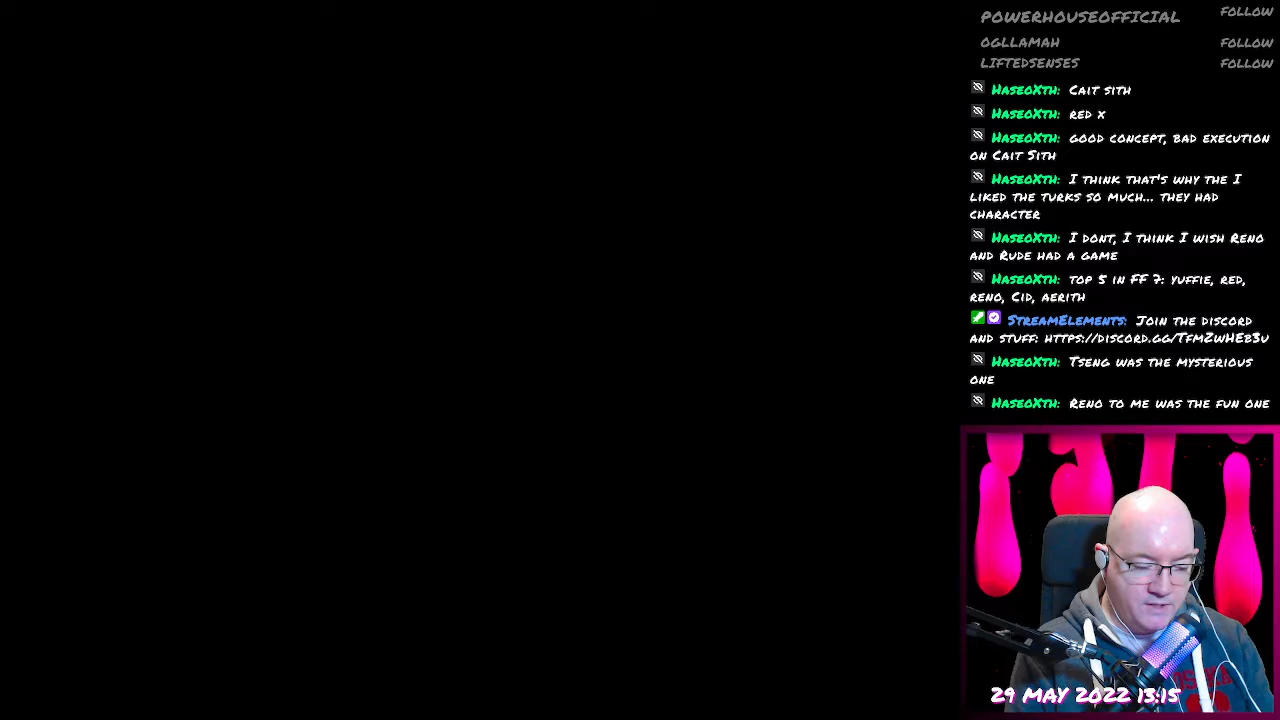 POWERHOUSEOFFICIAL FOLLOW
OGLLAMAH FOLLOW
LIFTEDSENSES FOLLOW
HaseoXth: Cait sith
HaseoXth: red x
HaseoXth: good concept, bad execution
on Cait Sith
HaseoXth: I think that's why the I
liked the turks so much... they had
character
HaseoXth: I dont, I think I wish Reno
and Rude had a game
HaseoXth: top 5 in FF 7: yuffie, red,
reno, Cid, aerith
StreamElements: Join the discord
and stuff: https://discord.gg/TfmZwHE83u
HaseoXth: Tseng was the mysterious
one
HaseoXth: Reno to me was the fun one
29 MAY 2022 13:15